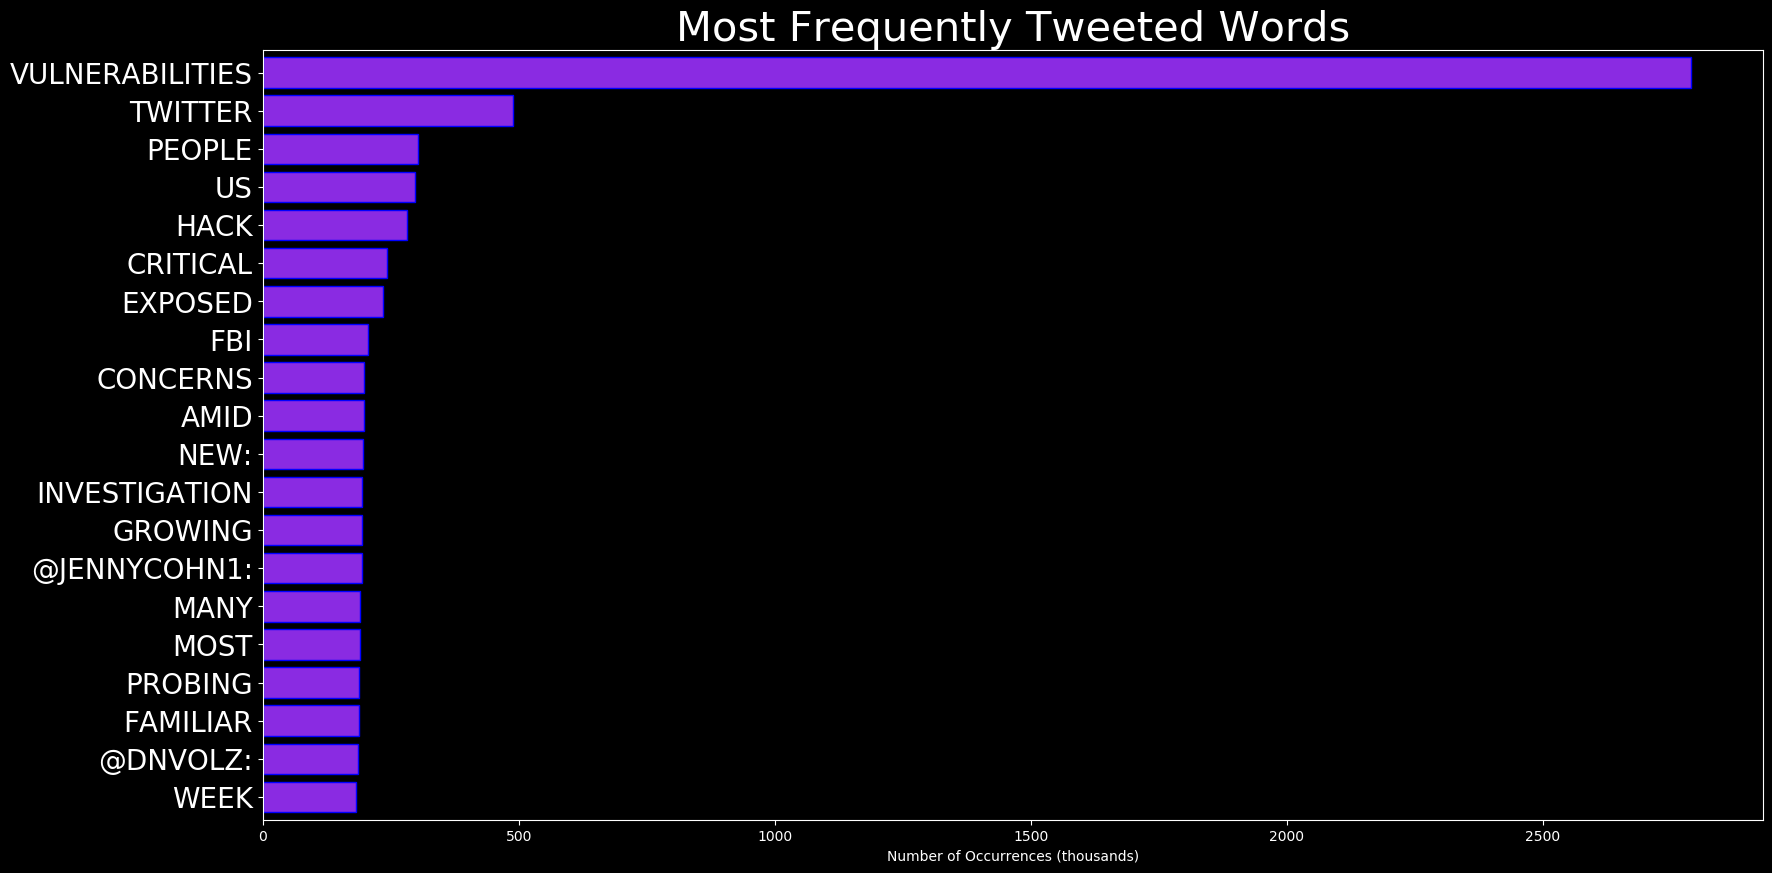 Most Frequently Tweeted Words
VULNERABILITIES
TWITTER
PEOPLE
US
HACK
CRITICAL
EXPOSED
FBI
CONCERNS
AMID
NEW:
INVESTIGATION
GROWING
@JENNYCOHN1:
MANY
MOST
PROBING
FAMILIAR
@DNVOLZ:
WEEK
0 500 1000 1500 2000 2500
Number of Occurrences (thousands)